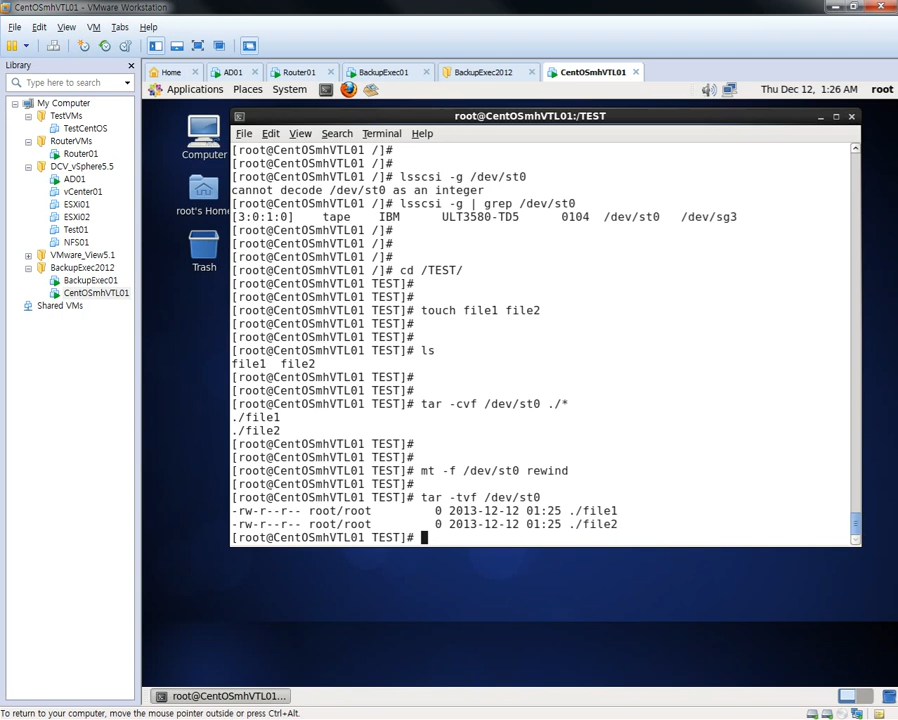 CentOSmhVTL01 - VMware Workstation
File Edit View VM Tabs Help
Library
Type here to search
My Computer
TestVMs
TestCentOS
RouterVMs
Router01
DCV_vSphere5.5
AD01
vCenter01
ESXi01
ESXi02
Test01
NFS01
VMware_View5.1
BackupExec2012
BackupExec01
CentOSmhVTL01
Shared VMs
Home AD01 Router01 BackupExec01 BackupExec2012 CentOSmhVTL01
Applications Places System Thu Dec 12, 1:26 AM root
Computer
root's Home
Trash
root@CentOSmhVTL01:/TEST
File Edit View Search Terminal Help
[root@CentOSmhVTL01 /]#
[root@CentOSmhVTL01 /]#
[root@CentOSmhVTL01 /]# lsscsi -g /dev/st0
cannot decode /dev/st0 as an integer
[root@CentOSmhVTL01 /]# lsscsi -g | grep /dev/st0
[3:0:1:0] tape IBM ULT3580-TD5 0104 /dev/st0 /dev/sg3
[root@CentOSmhVTL01 /]#
[root@CentOSmhVTL01 /]#
[root@CentOSmhVTL01 /]#
[root@CentOSmhVTL01 /]# cd /TEST/
[root@CentOSmhVTL01 TEST]#
[root@CentOSmhVTL01 TEST]#
[root@CentOSmhVTL01 TEST]# touch file1 file2
[root@CentOSmhVTL01 TEST]#
[root@CentOSmhVTL01 TEST]#
[root@CentOSmhVTL01 TEST]# ls
file1 file2
[root@CentOSmhVTL01 TEST]#
[root@CentOSmhVTL01 TEST]#
[root@CentOSmhVTL01 TEST]# tar -cvf /dev/st0 ./*
./file1
./file2
[root@CentOSmhVTL01 TEST]#
[root@CentOSmhVTL01 TEST]#
[root@CentOSmhVTL01 TEST]# mt -f /dev/st0 rewind
[root@CentOSmhVTL01 TEST]#
[root@CentOSmhVTL01 TEST]# tar -tvf /dev/st0
-rw-r--r-- root/root 0 2013-12-12 01:25 ./file1
-rw-r--r-- root/root 0 2013-12-12 01:25 ./file2
[root@CentOSmhVTL01 TEST]#
root@CentOSmhVTL01:...
To return to your computer, move the mouse pointer outside or press Ctrl+Alt.